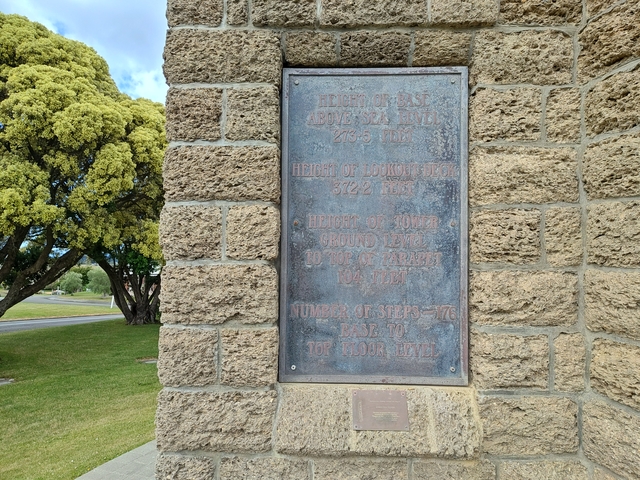 HEIGHT OF BASE
ABOVE SEA LEVEL
273·5 FEET
HEIGHT OF LOOKOUT
372·2 FEET
HEIGHT OF TOWER
GROUND LEVEL
TO TOP OF PARAPET
104 FEET
NUMBER OF STEPS - 176
BASE TO
TOP FLOOR LEVEL